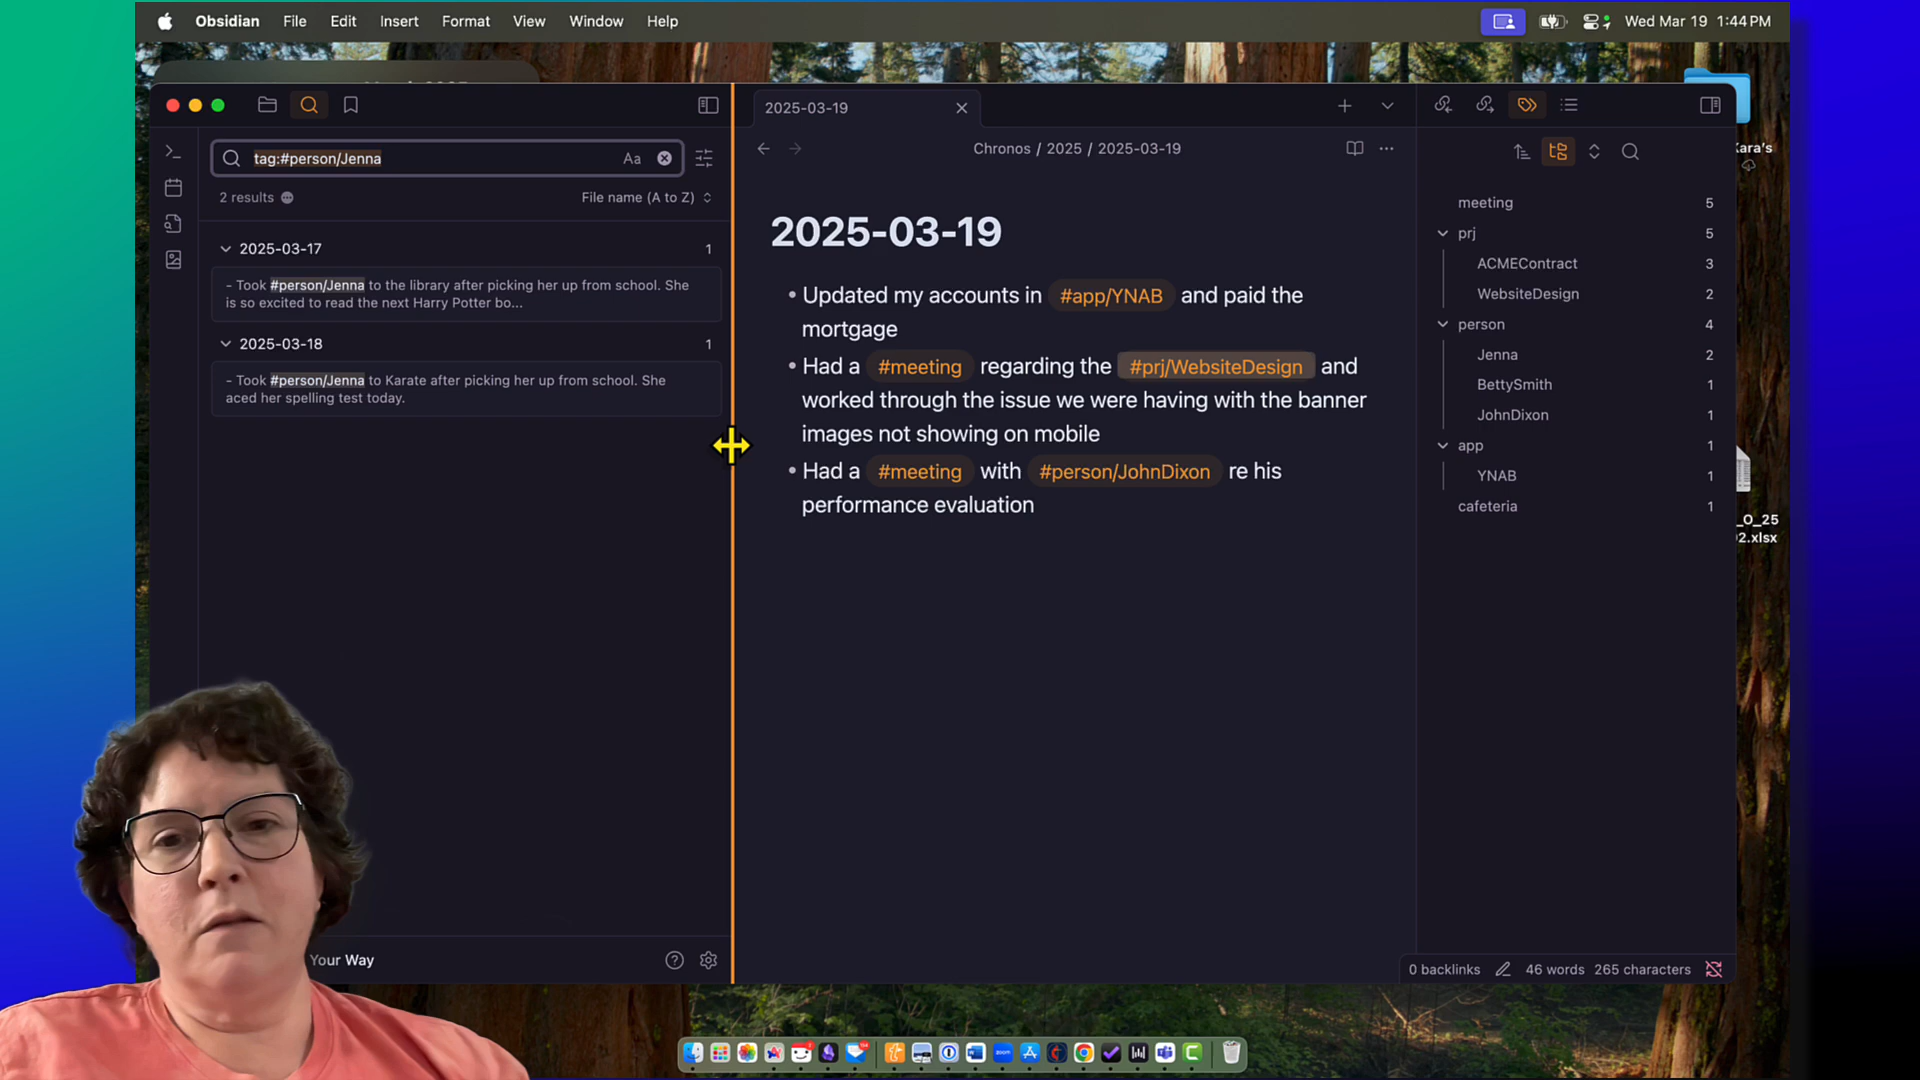 Obsidian File Edit Insert Format View Window Help
Wed Mar 19 1:44 PM
tag:#person/Jenna
Aa
2 results
File name (A to Z)
2025-03-17
1
- Took #person/Jenna to the library after picking her up from school. She
is so excited to read the next Harry Potter bo...
2025-03-18
1
- Took #person/Jenna to Karate after picking her up from school. She
aced her spelling test today.
Your Way
2025-03-19
Chronos / 2025 / 2025-03-19
2025-03-19
Updated my accounts in #app/YNAB and paid the
mortgage
Had a #meeting regarding the #prj/WebsiteDesign and
worked through the issue we were having with the banner
images not showing on mobile
Had a #meeting with #person/JohnDixon re his
performance evaluation
meeting 5
prj 5
ACMEContract 3
WebsiteDesign 2
person 4
Jenna 2
BettySmith 1
JohnDixon 1
app 1
YNAB 1
cafeteria 1
0 backlinks
46 words 265 characters
Kara's
_O_25
02.xlsx
zoom